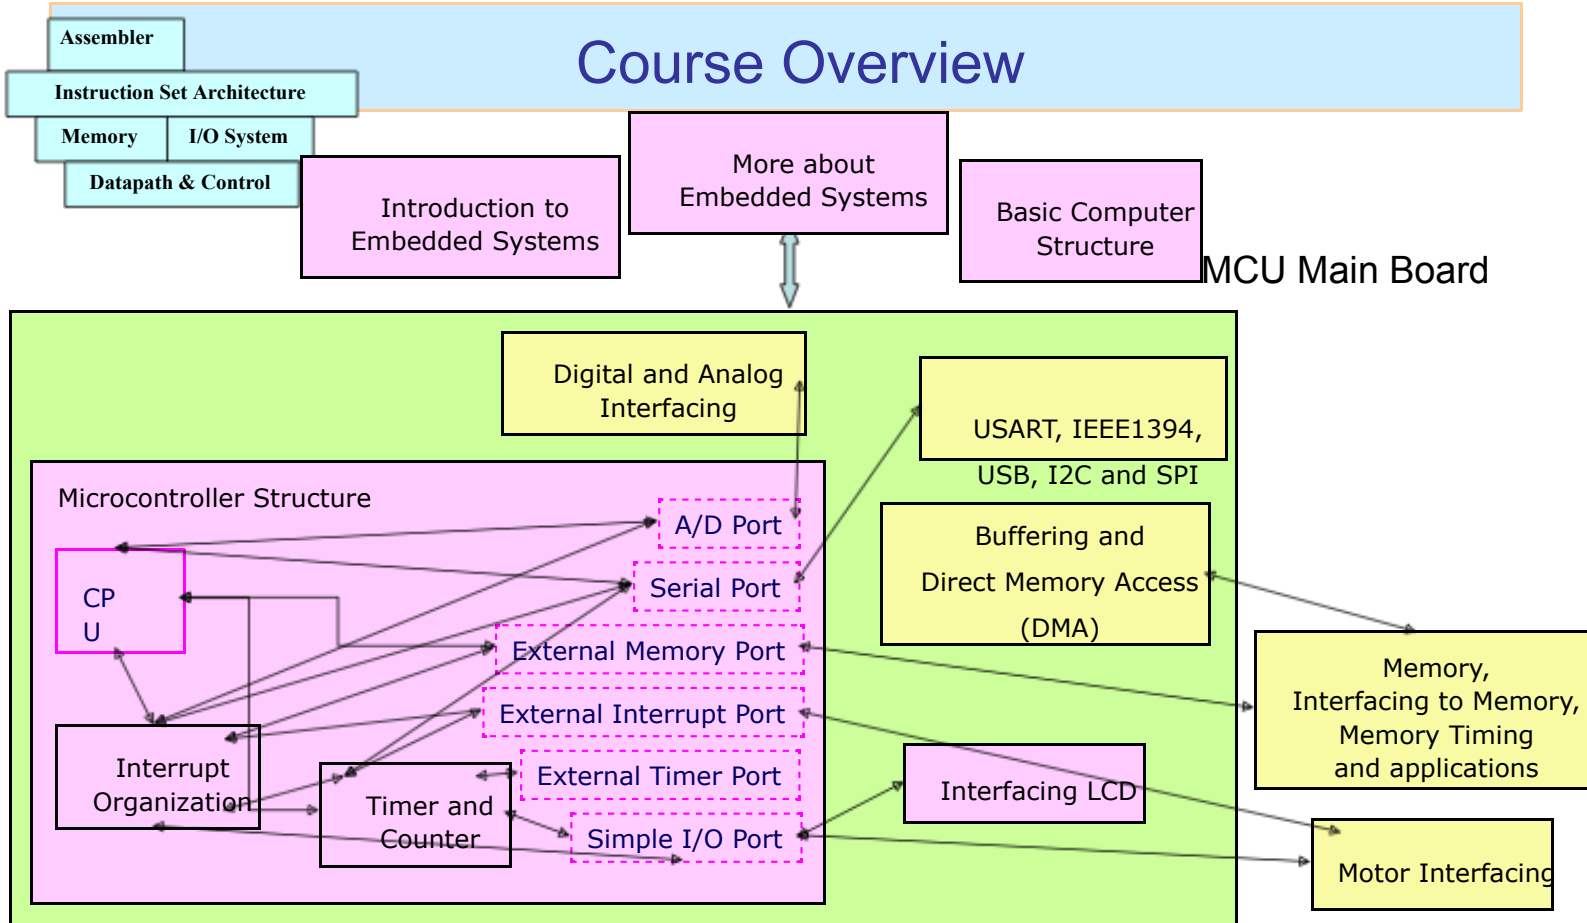 Course Overview
Assembler
Instruction Set Architecture
Memory
I/O System
Datapath & Control
Introduction to
Embedded Systems
More about
Embedded Systems
Basic Computer
Structure
MCU Main Board
Digital and Analog
Interfacing
USART, IEEE1394,
USB, I2C and SPI
Microcontroller Structure
A/D Port
Buffering and
Direct Memory Access
(DMA)
CP
U
Serial Port
External Memory Port
Memory,
Interfacing to Memory,
Memory Timing
and applications
External Interrupt Port
Interrupt
Organization
External Timer Port
Timer and
Counter
Interfacing LCD
Simple I/O Port
Motor Interfacing